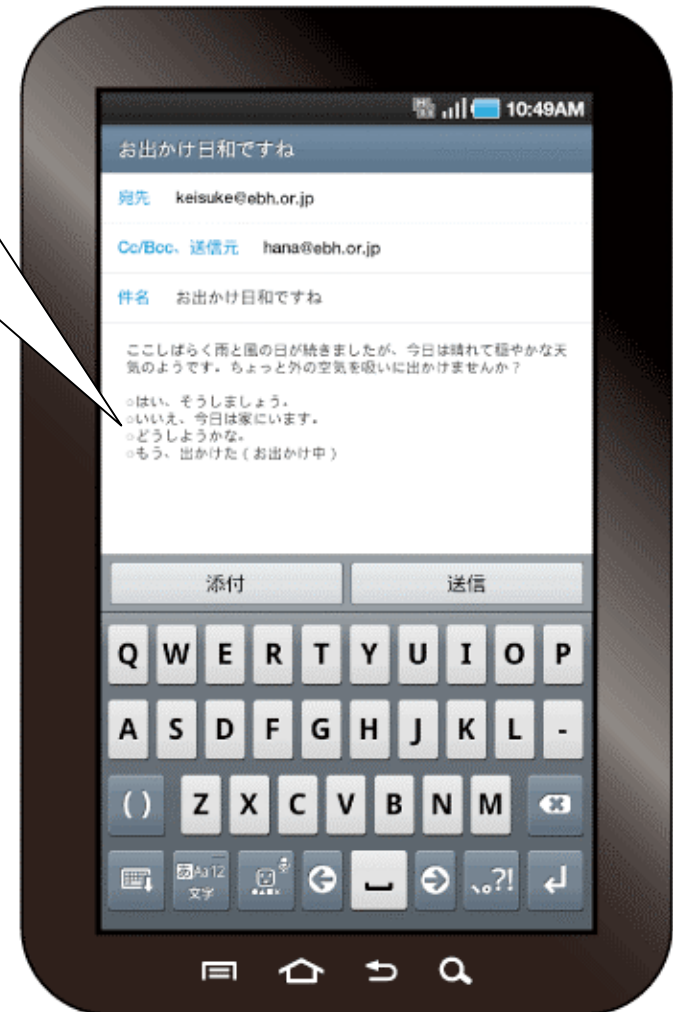 10:49AM
お出かけ日和ですね
宛先 keisuke@ebh.or.jp
Cc/Bcc、送信元 hana@ebh.or.jp
件名 お出かけ日和ですね
ここしばらく雨と風の日が続きましたが、今日は晴れて穏やかな天
気のようです。ちょっと外の空気を吸いに出かけませんか？
○はい、そうしましょう。
○いいえ、今日は家にいます。
○どうしようかな。
○もう、出かけた(お出かけ中)
添付 送信
Q W E R T Y U I O P
A S D F G H J K L -
( ) Z X C V B N M
あ Aa 12 、。?!
文字